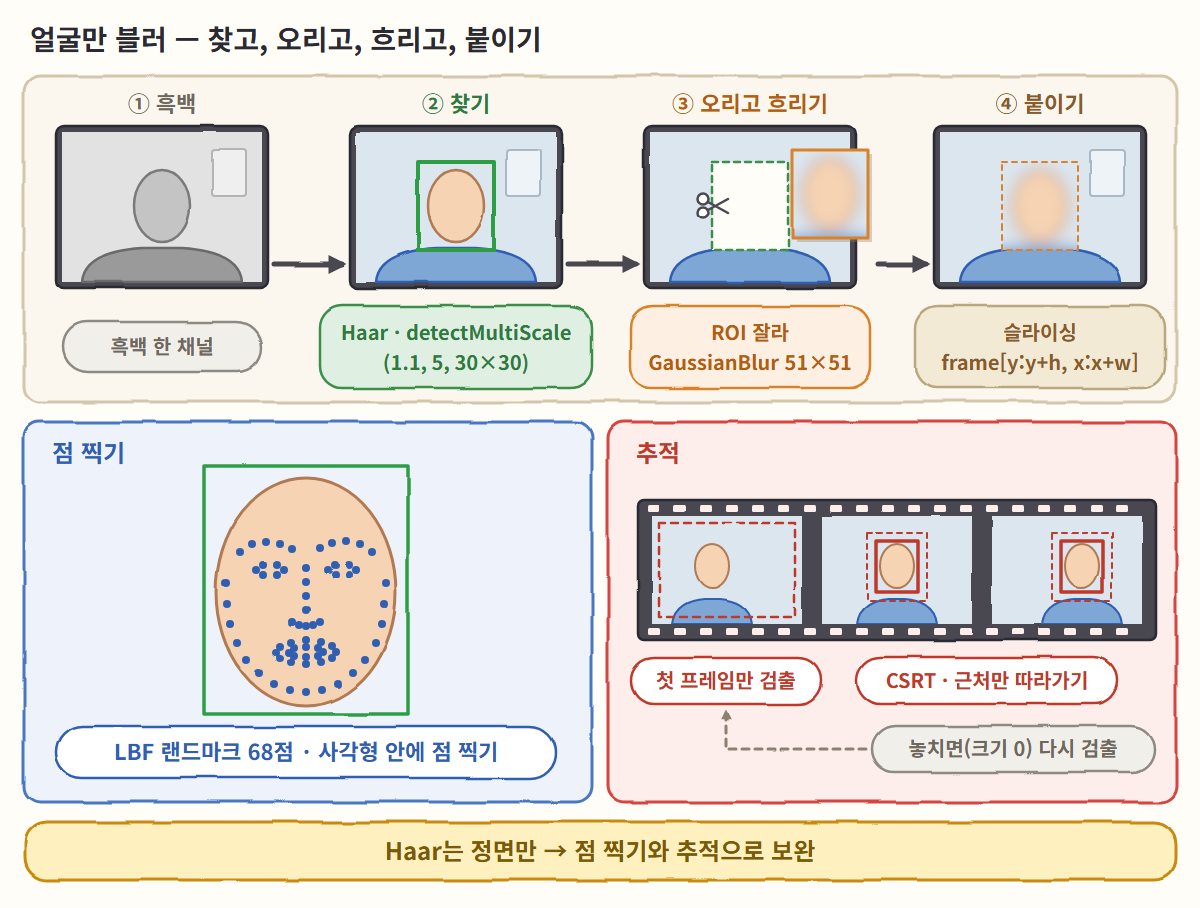 얼굴만 블러 — 찾고, 오리고, 흐리고, 붙이기
① 흑백
② 찾기
③ 오리고 흐리기
④ 붙이기
흑백 한 채널
Haar · detectMultiScale
(1.1, 5, 30×30)
ROI 잘라
GaussianBlur 51×51
슬라이싱
frame[y:y+h, x:x+w]
점 찍기
LBF 랜드마크 68점 · 사각형 안에 점 찍기
추적
첫 프레임만 검출
CSRT · 근처만 따라가기
놓치면(크기 0) 다시 검출
Haar는 정면만 → 점 찍기와 추적으로 보완